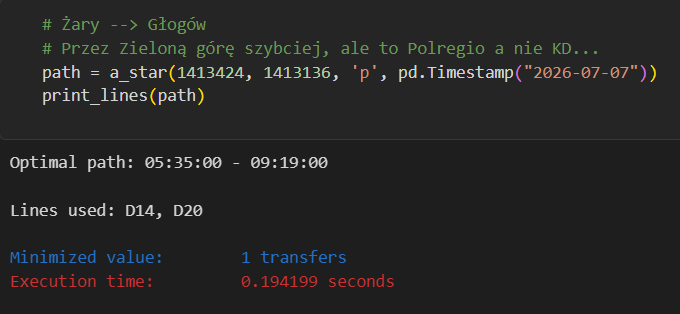 # Żary --> Głogów
# Przez Zieloną górę szybciej, ale to Polregio a nie KD...
path = a_star(1413424, 1413136, 'p', pd.Timestamp("2026-07-07"))
print_lines(path)
Optimal path: 05:35:00 - 09:19:00
Lines used: D14, D20
Minimized value: 1 transfers
Execution time: 0.194199 seconds